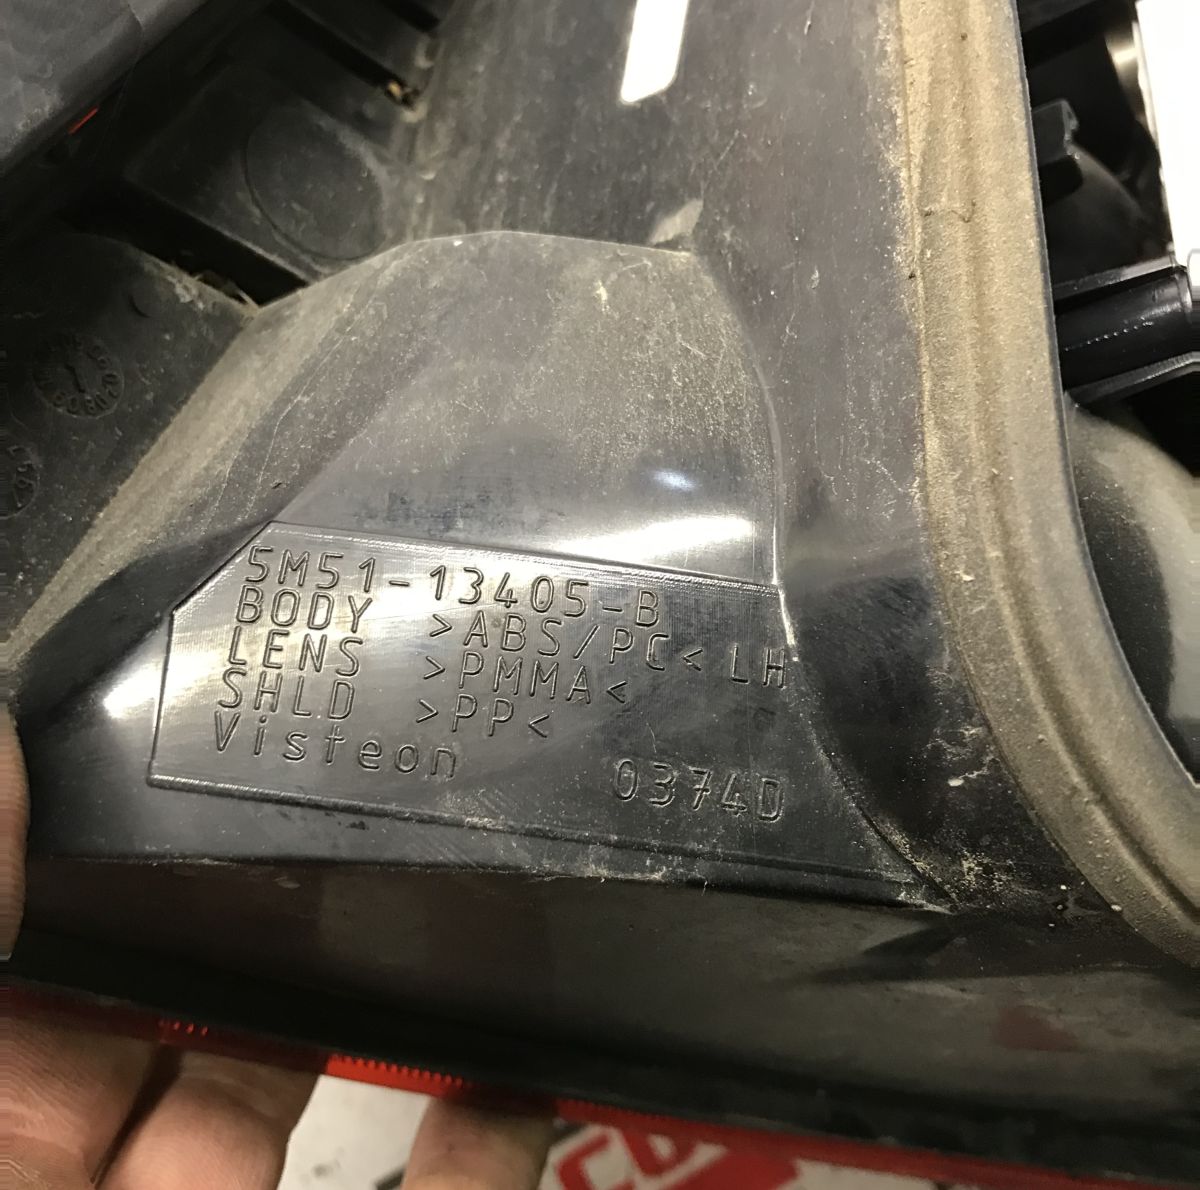 5M51-13405-B
BODY >ABS/PC< LH
LENS >PMMA<
SHLD >PP<
Visteon 0374D